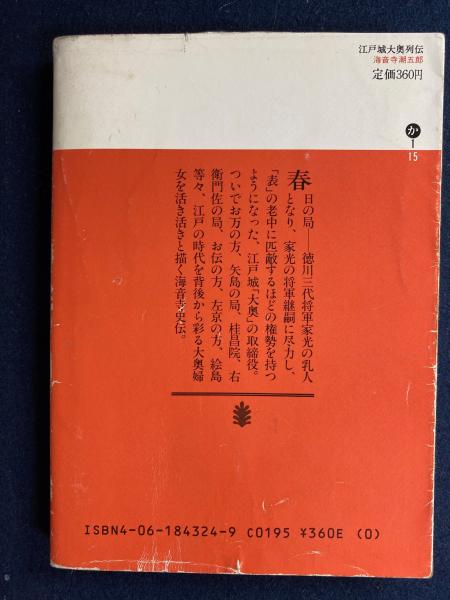 江戸城大奥列伝
海音寺潮五郎
定価360円
か
1
15
春日の局――徳川三代将軍家光の乳人
となり、家光の将軍継嗣に尽力し、
「表」の老中に匹敵するほどの権勢を持つ
ようになった、江戸城「大奥」の取締役。
ついでお万の方、矢島の局、桂昌院、右
衛門佐の局、お伝の方、左京の方、絵島
等々、江戸の時代を背後から彩る大奥婦
女を活き活きと描く海音寺史伝。
ISBN4-06-184324-9 C0195 ¥360E (0)